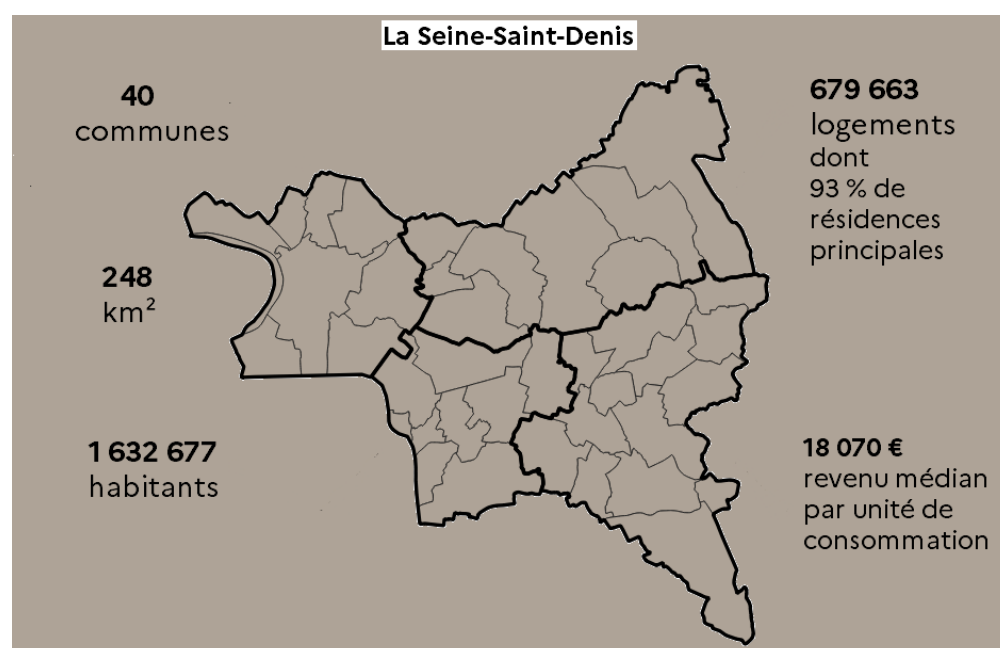 La Seine-Saint-Denis
40
communes
248
km²
1 632 677
habitants
679 663
logements
dont
93 % de
résidences
principales
18 070 €
revenu médian
par unité de
consommation